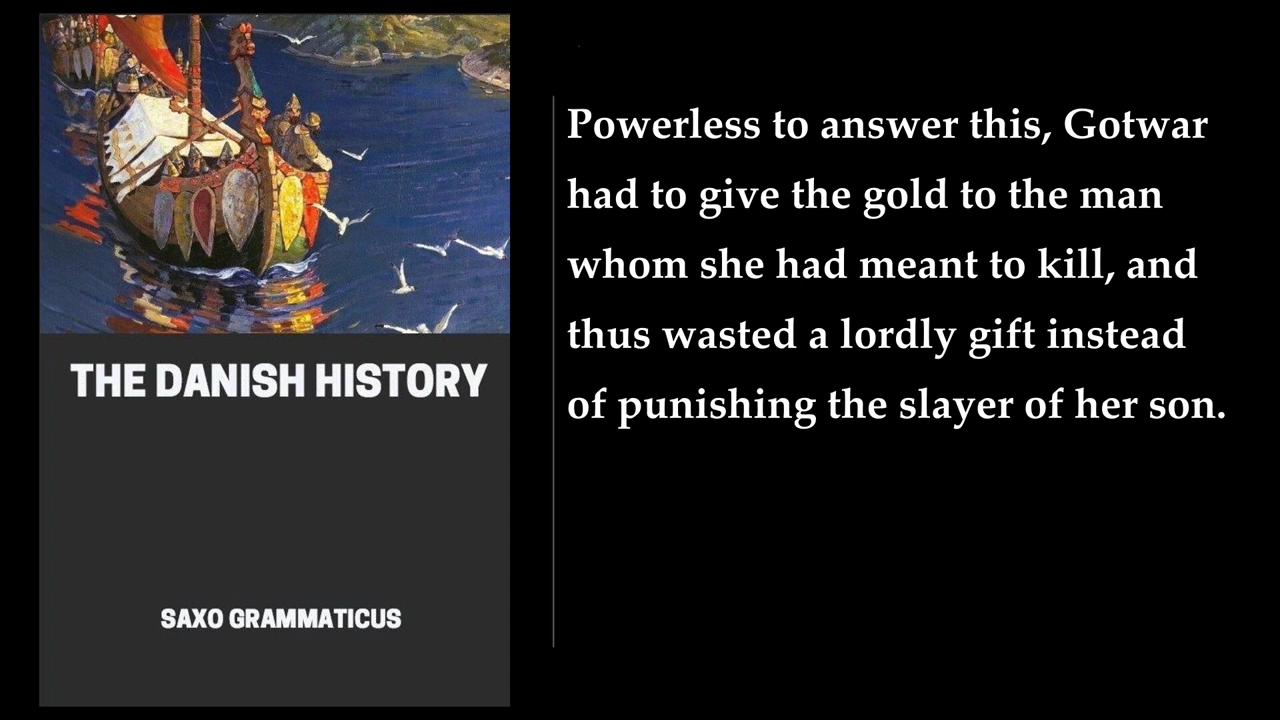 THE DANISH HISTORY
SAXO GRAMMATICUS
Powerless to answer this, Gotwar
had to give the gold to the man
whom she had meant to kill, and
thus wasted a lordly gift instead
of punishing the slayer of her son.